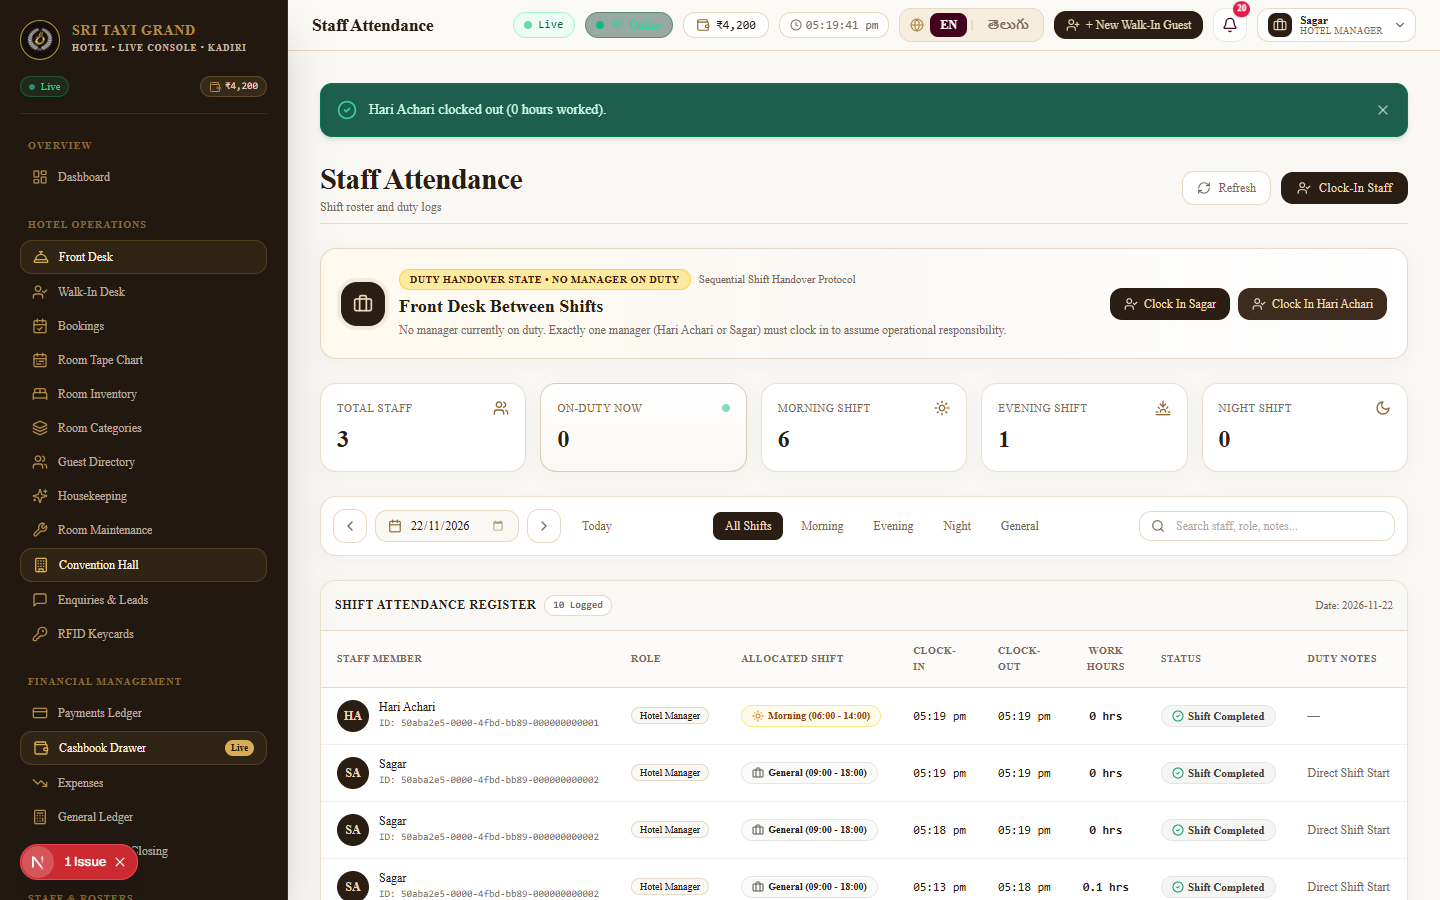 SRI TAYI GRAND
HOTEL • LIVE CONSOLE • KADIRI
Live
₹4,200
OVERVIEW
Dashboard
HOTEL OPERATIONS
Front Desk
Walk-In Desk
Bookings
Room Tape Chart
Room Inventory
Room Categories
Guest Directory
Housekeeping
Room Maintenance
Convention Hall
Enquiries & Leads
RFID Keycards
FINANCIAL MANAGEMENT
Payments Ledger
Cashbook Drawer Live
Expenses
General Ledger
Closing
N 1 Issue
STAFF & ROSTERS
Staff Attendance
Live
Online
₹4,200
05:19:41 pm
EN
తెలుగు
+ New Walk-In Guest
20
Sagar
HOTEL MANAGER
Hari Achari clocked out (0 hours worked).
Staff Attendance
Shift roster and duty logs
Refresh
Clock-In Staff
DUTY HANDOVER STATE • NO MANAGER ON DUTY Sequential Shift Handover Protocol
Front Desk Between Shifts
No manager currently on duty. Exactly one manager (Hari Achari or Sagar) must clock in to assume operational responsibility.
Clock In Sagar
Clock In Hari Achari
TOTAL STAFF
3
ON-DUTY NOW
0
MORNING SHIFT
6
EVENING SHIFT
1
NIGHT SHIFT
0
22/11/2026
Today
All Shifts Morning Evening Night General
Search staff, role, notes...
SHIFT ATTENDANCE REGISTER 10 Logged
Date: 2026-11-22
STAFF MEMBER ROLE ALLOCATED SHIFT CLOCK-IN CLOCK-OUT WORK HOURS STATUS DUTY NOTES
HA Hari Achari Hotel Manager Morning (06:00 - 14:00) 05:19 pm 05:19 pm 0 hrs Shift Completed —
ID: 50aba2e5-0000-4fbd-bb89-000000000001
SA Sagar Hotel Manager General (09:00 - 18:00) 05:19 pm 05:19 pm 0 hrs Shift Completed Direct Shift Start
ID: 50aba2e5-0000-4fbd-bb89-000000000002
SA Sagar Hotel Manager General (09:00 - 18:00) 05:18 pm 05:19 pm 0 hrs Shift Completed Direct Shift Start
ID: 50aba2e5-0000-4fbd-bb89-000000000002
SA Sagar Hotel Manager General (09:00 - 18:00) 05:13 pm 05:18 pm 0.1 hrs Shift Completed Direct Shift Start
ID: 50aba2e5-0000-4fbd-bb89-000000000002